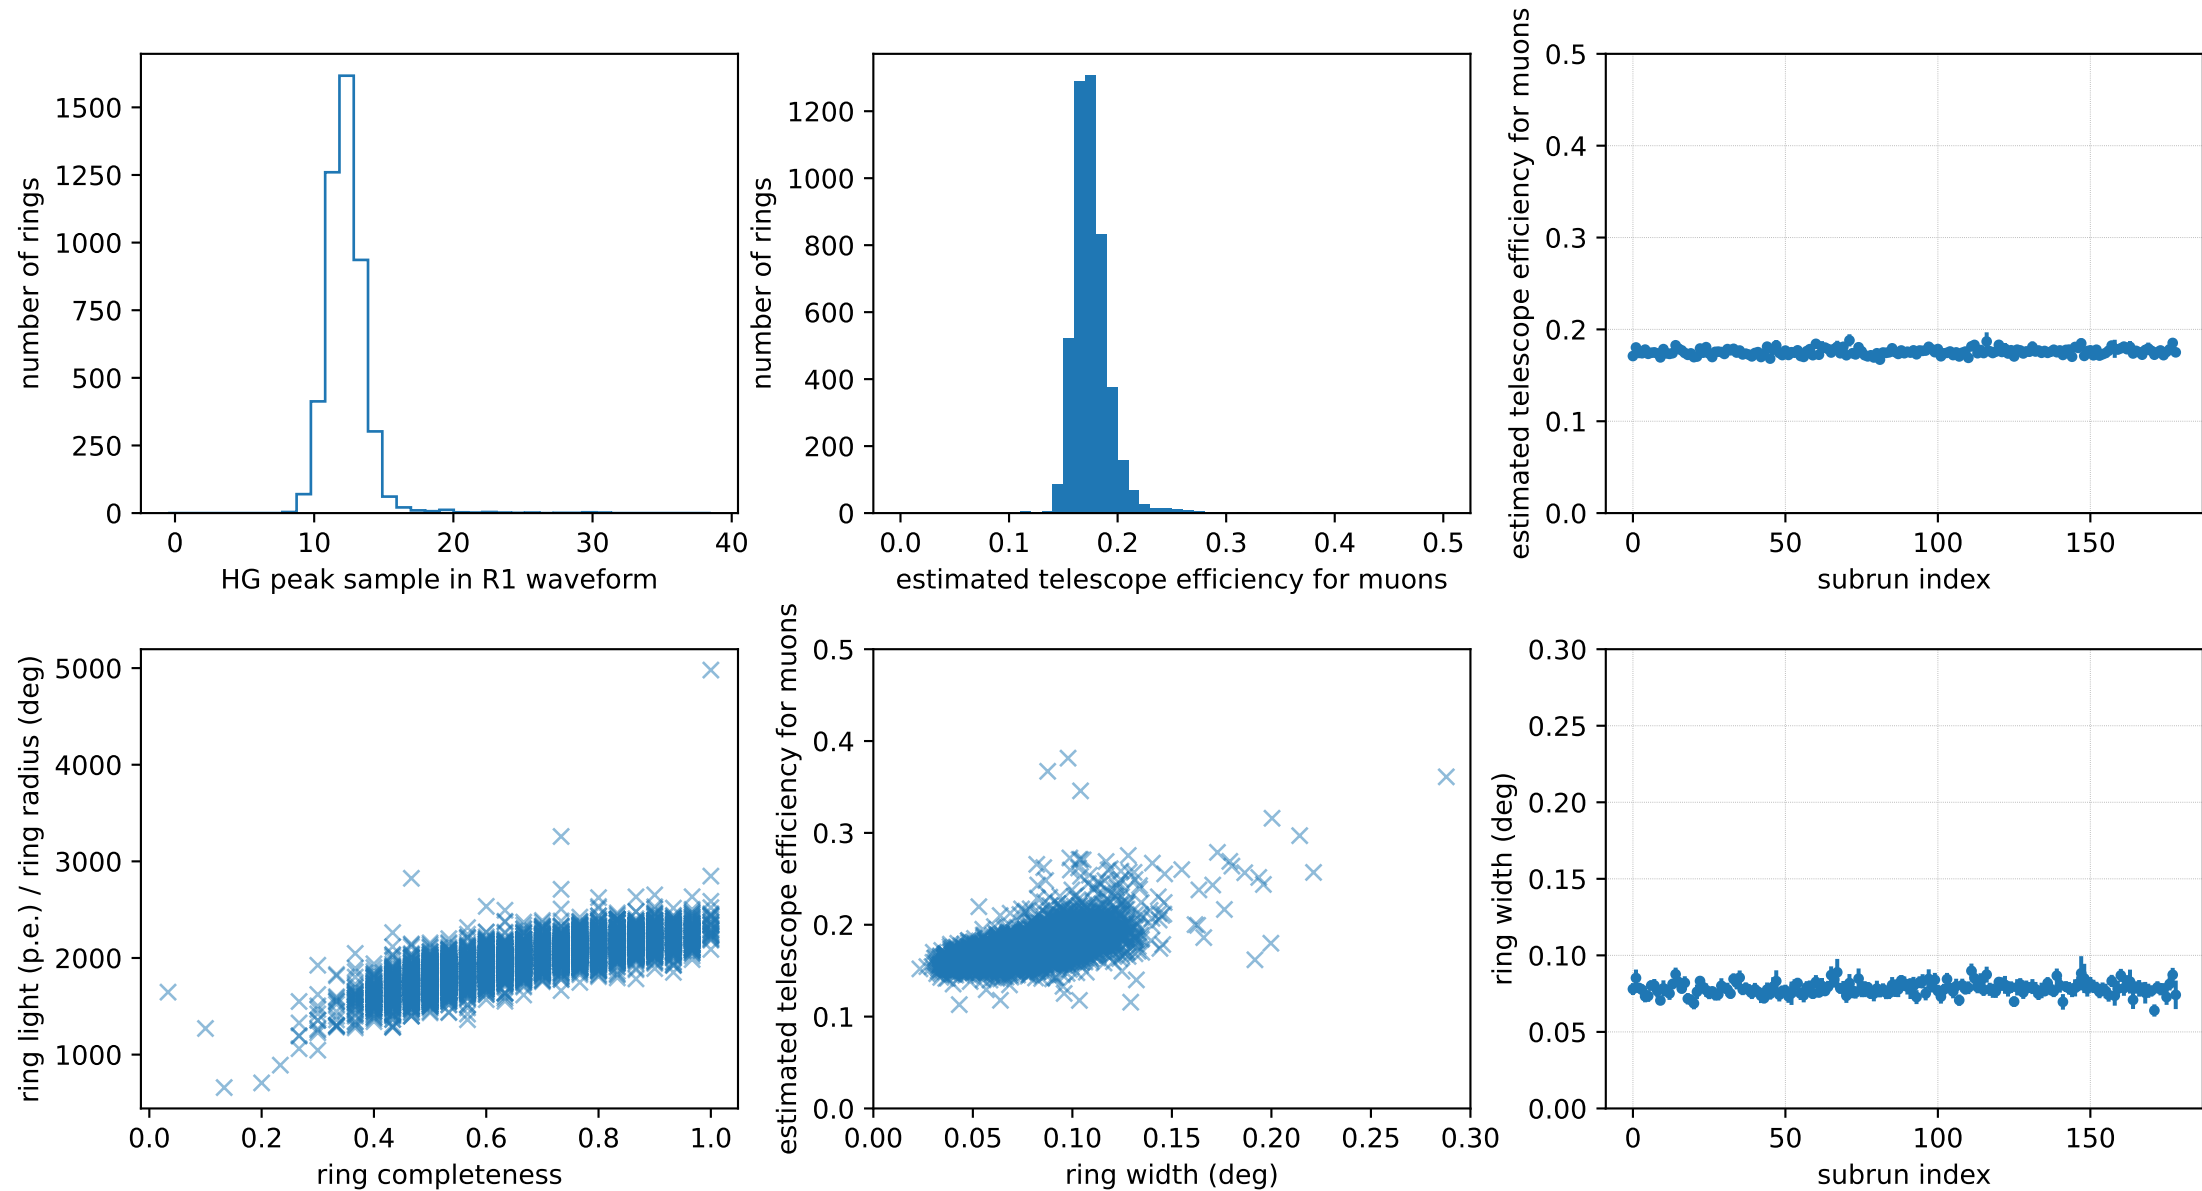 number of rings
1500
1250
1000
750
500
250
0
0 10 20 30 40
HG peak sample in R1 waveform
number of rings
1200
1000
800
600
400
200
0
0.0 0.1 0.2 0.3 0.4 0.5
estimated telescope efficiency for muons
estimated telescope efficiency for muons
0.5
0.4
0.3
0.2
0.1
0.0
0 50 100 150
subrun index
ring light (p.e.) / ring radius (deg)
5000
4000
3000
2000
1000
0.0 0.2 0.4 0.6 0.8 1.0
ring completeness
estimated telescope efficiency for muons
0.5
0.4
0.3
0.2
0.1
0.0
0.00 0.05 0.10 0.15 0.20 0.25 0.30
ring width (deg)
ring width (deg)
0.30
0.25
0.20
0.15
0.10
0.05
0.00
0 50 100 150
subrun index